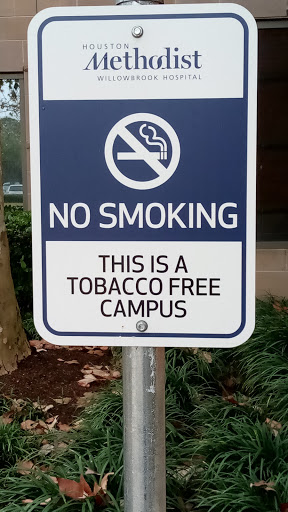 HOUSTON
Methodist
WILLOWBROOK HOSPITAL
NO SMOKING
THIS IS A
TOBACCO FREE
CAMPUS